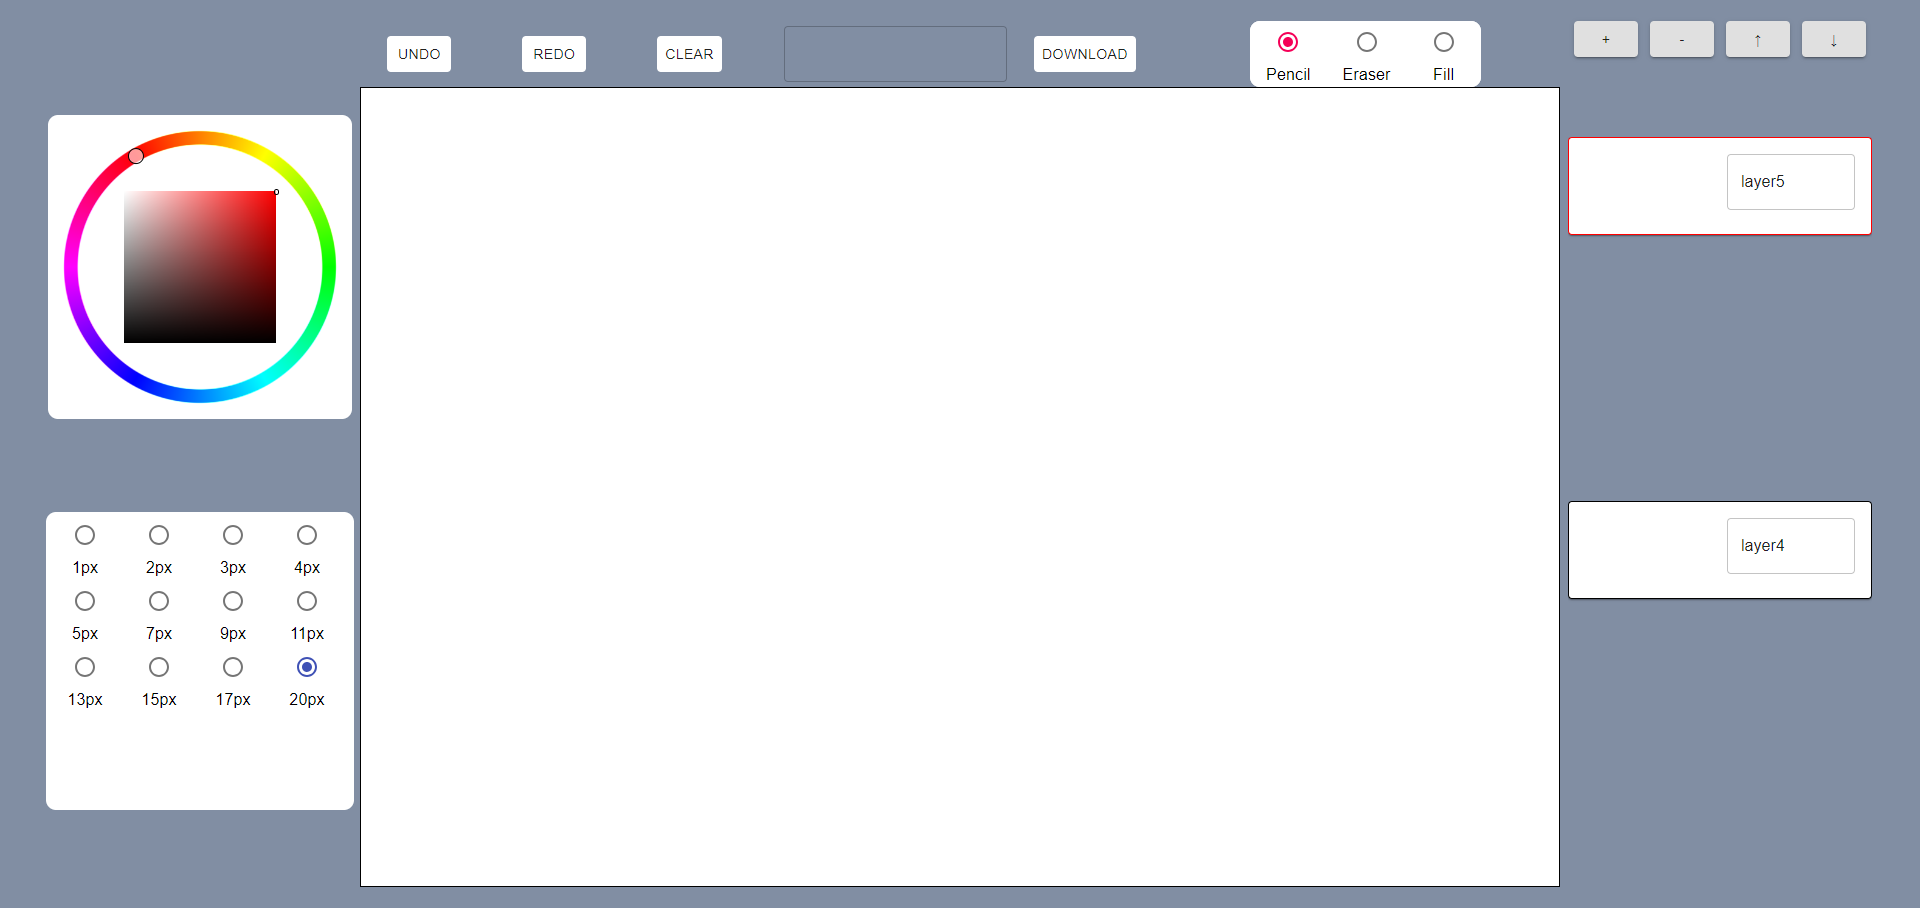 UNDO REDO CLEAR DOWNLOAD
Pencil Eraser Fill
+ - ↑ ↓
layer5
1px 2px 3px 4px
5px 7px 9px 11px
13px 15px 17px 20px
layer4